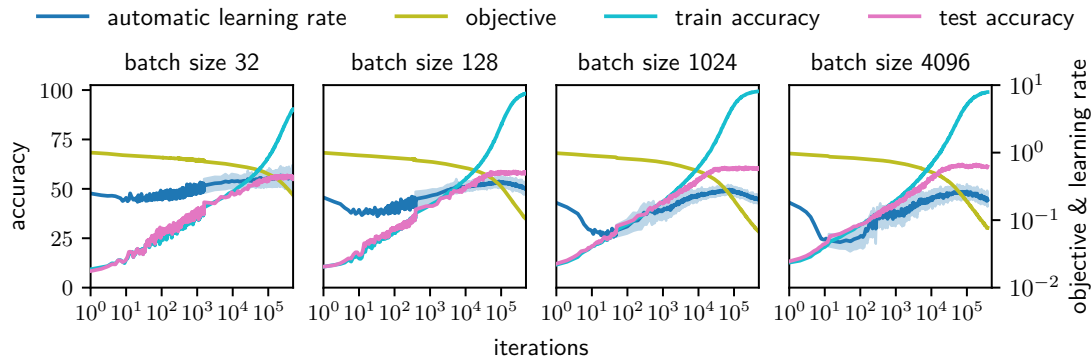 automatic learning rate objective train accuracy test accuracy
batch size 32 batch size 128 batch size 1024 batch size 4096
accuracy
100
75
50
25
0
10^1
10^0
10^-1
10^-2
objective & learning rate
10^0 10^1 10^2 10^3 10^4 10^5 10^0 10^1 10^2 10^3 10^4 10^5 10^0 10^1 10^2 10^3 10^4 10^5 10^0 10^1 10^2 10^3 10^4 10^5
iterations